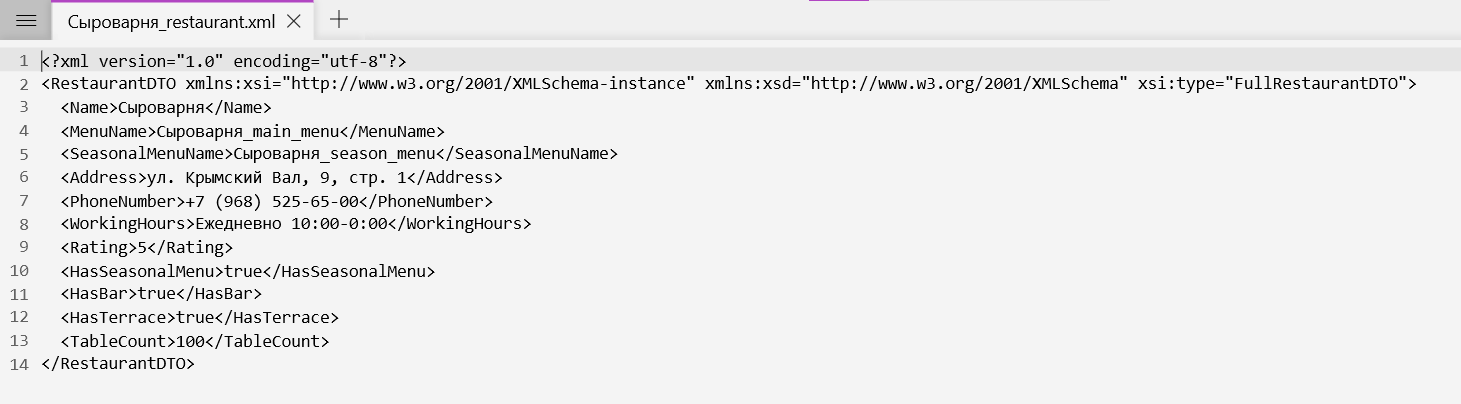 Сыроварня_restaurant.xml
1 <?xml version="1.0" encoding="utf-8"?>
2 <RestaurantDTO xmlns:xsi="http://www.w3.org/2001/XMLSchema-instance" xmlns:xsd="http://www.w3.org/2001/XMLSchema" xsi:type="FullRestaurantDTO">
3 <Name>Сыроварня</Name>
4 <MenuName>Сыроварня_main_menu</MenuName>
5 <SeasonalMenuName>Сыроварня_season_menu</SeasonalMenuName>
6 <Address>ул. Крымский Вал, 9, стр. 1</Address>
7 <PhoneNumber>+7 (968) 525-65-00</PhoneNumber>
8 <WorkingHours>Ежедневно 10:00-0:00</WorkingHours>
9 <Rating>5</Rating>
10 <HasSeasonalMenu>true</HasSeasonalMenu>
11 <HasBar>true</HasBar>
12 <HasTerrace>true</HasTerrace>
13 <TableCount>100</TableCount>
14 </RestaurantDTO>